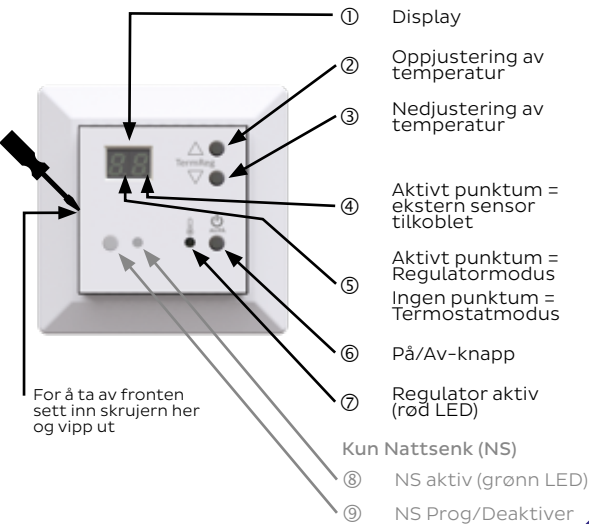 ① Display
② Oppjustering av
temperatur
③ Nedjustering av
temperatur
TermReg
④ Aktivt punktum =
ekstern sensor
tilkoblet
⑤ Aktivt punktum =
Regulatormodus
Ingen punktum =
Termostatmodus
⑥ På/Av-knapp
⑦ Regulator aktiv
(rød LED)
For å ta av fronten
sett inn skrujern her
og vipp ut
Kun Nattsenk (NS)
⑧ NS aktiv (grønn LED)
⑨ NS Prog/Deaktiver